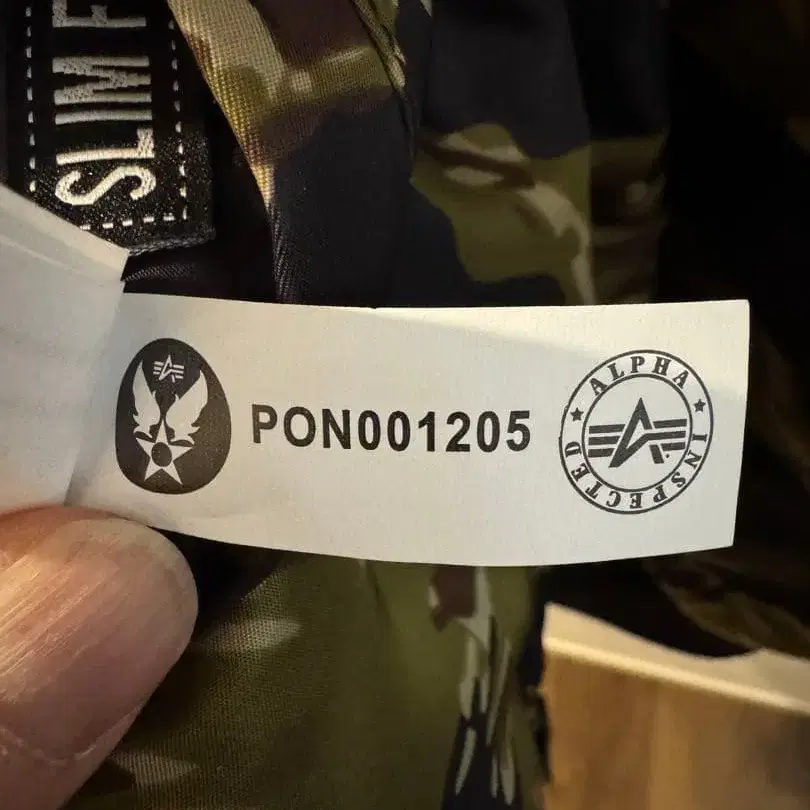 SLIM F
PON001205
ALPHA INSPECTED